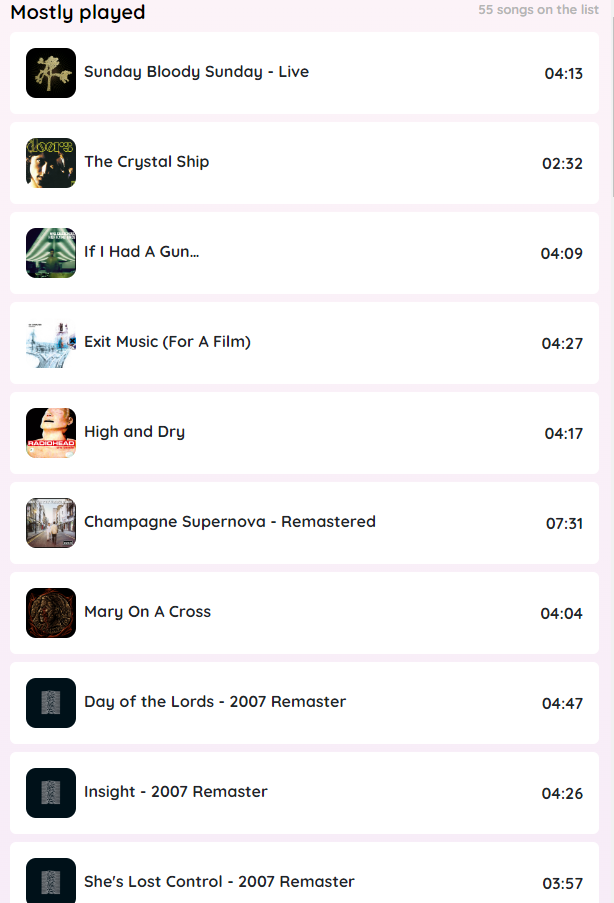 Mostly played
55 songs on the list
Sunday Bloody Sunday - Live
04:13
The Crystal Ship
02:32
If I Had A Gun...
04:09
Exit Music (For A Film)
04:27
RADIOHEAD
High and Dry
04:17
Champagne Supernova - Remastered
07:31
Mary On A Cross
04:04
Day of the Lords - 2007 Remaster
04:47
Insight - 2007 Remaster
04:26
She's Lost Control - 2007 Remaster
03:57